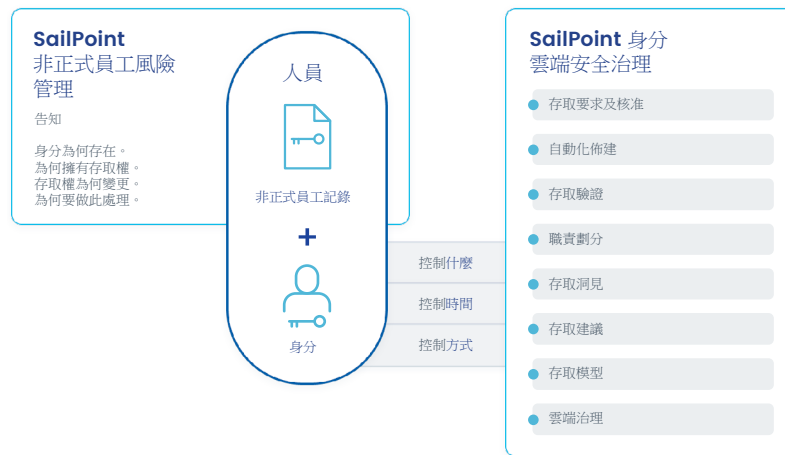 SailPoint
非正式員工風險
管理
告知
身分為何存在。
為何擁有存取權。
存取權為何變更。
為何要做此處理。
人員
非正式員工記錄
+
身分
控制什麼
控制時間
控制方式
SailPoint 身分
雲端安全治理
存取要求及核准
自動化佈建
存取驗證
職責劃分
存取洞見
存取建議
存取模型
雲端治理